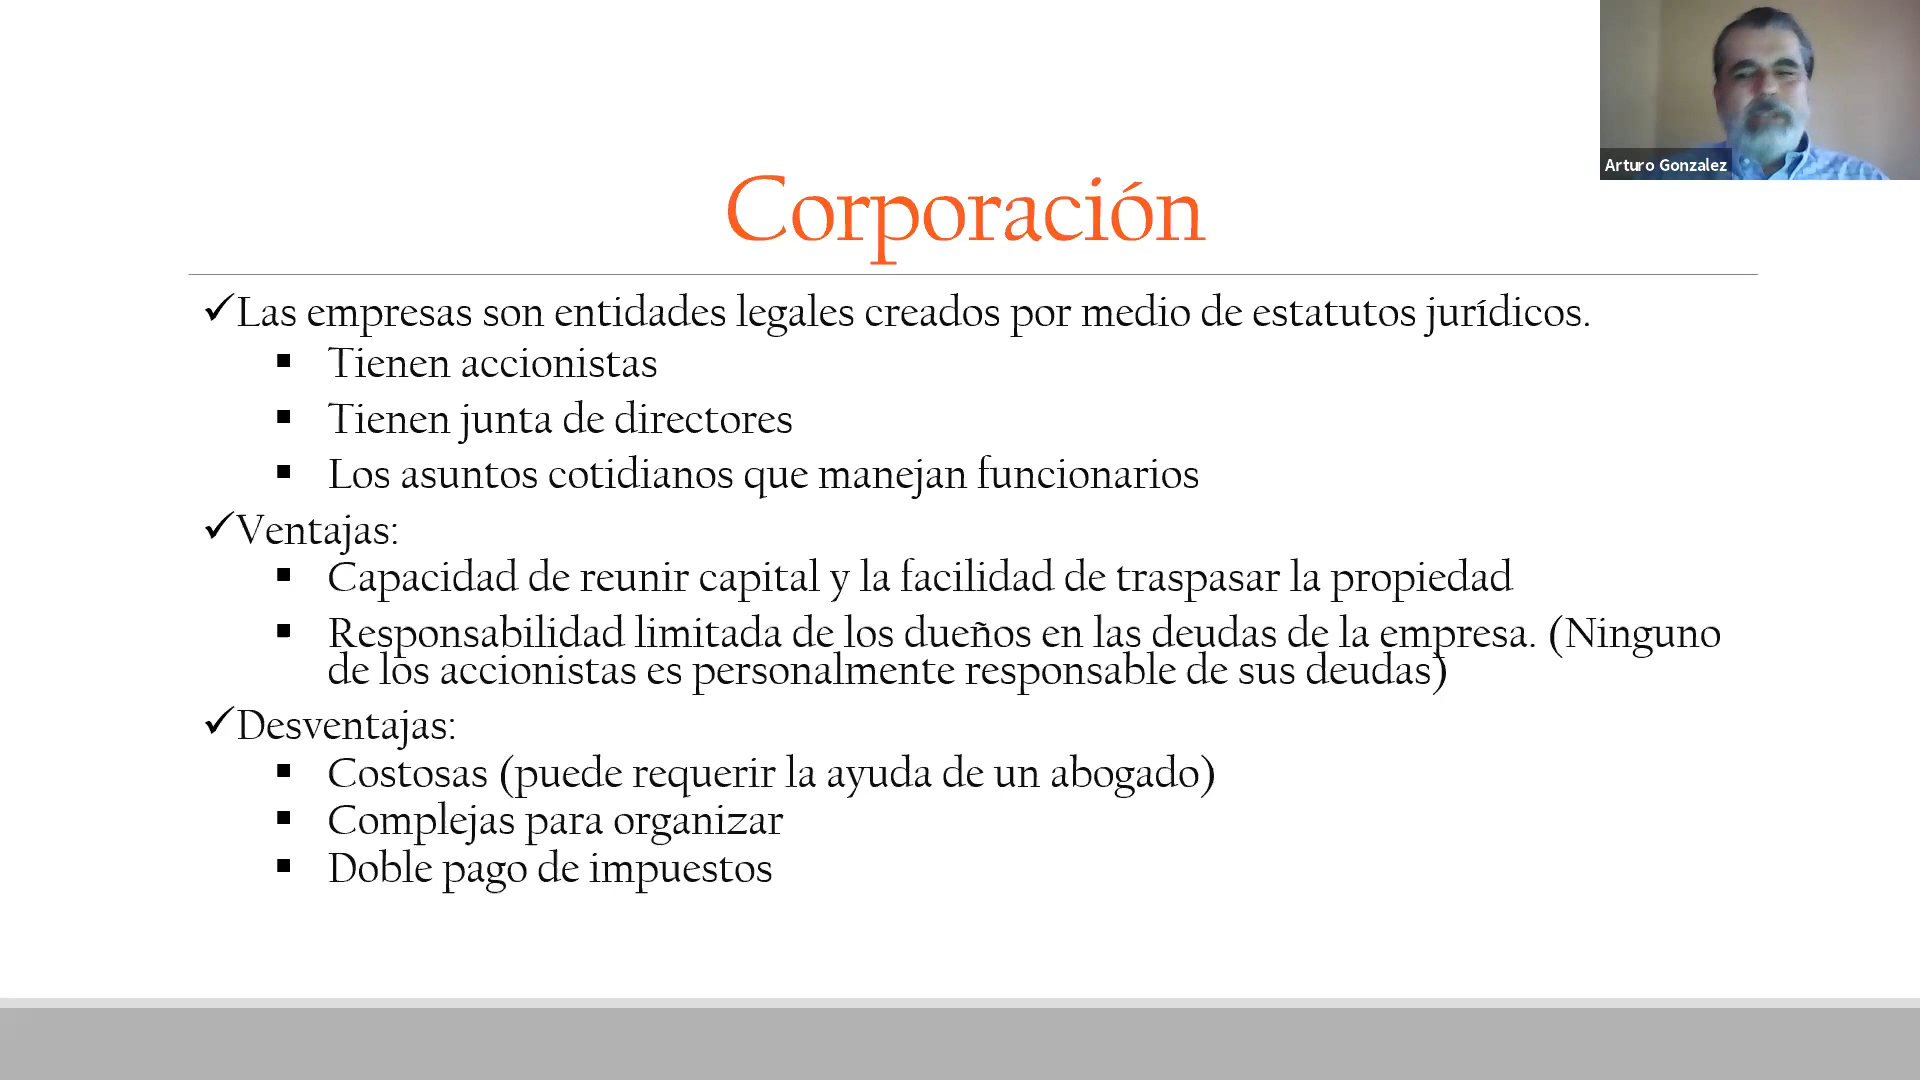 Arturo Gonzalez
Corporación
✓Las empresas son entidades legales creados por medio de estatutos jurídicos.
▪ Tienen accionistas
▪ Tienen junta de directores
▪ Los asuntos cotidianos que manejan funcionarios
✓Ventajas:
▪ Capacidad de reunir capital y la facilidad de traspasar la propiedad
▪ Responsabilidad limitada de los dueños en las deudas de la empresa. (Ninguno
de los accionistas es personalmente responsable de sus deudas)
✓Desventajas:
▪ Costosas (puede requerir la ayuda de un abogado)
▪ Complejas para organizar
▪ Doble pago de impuestos